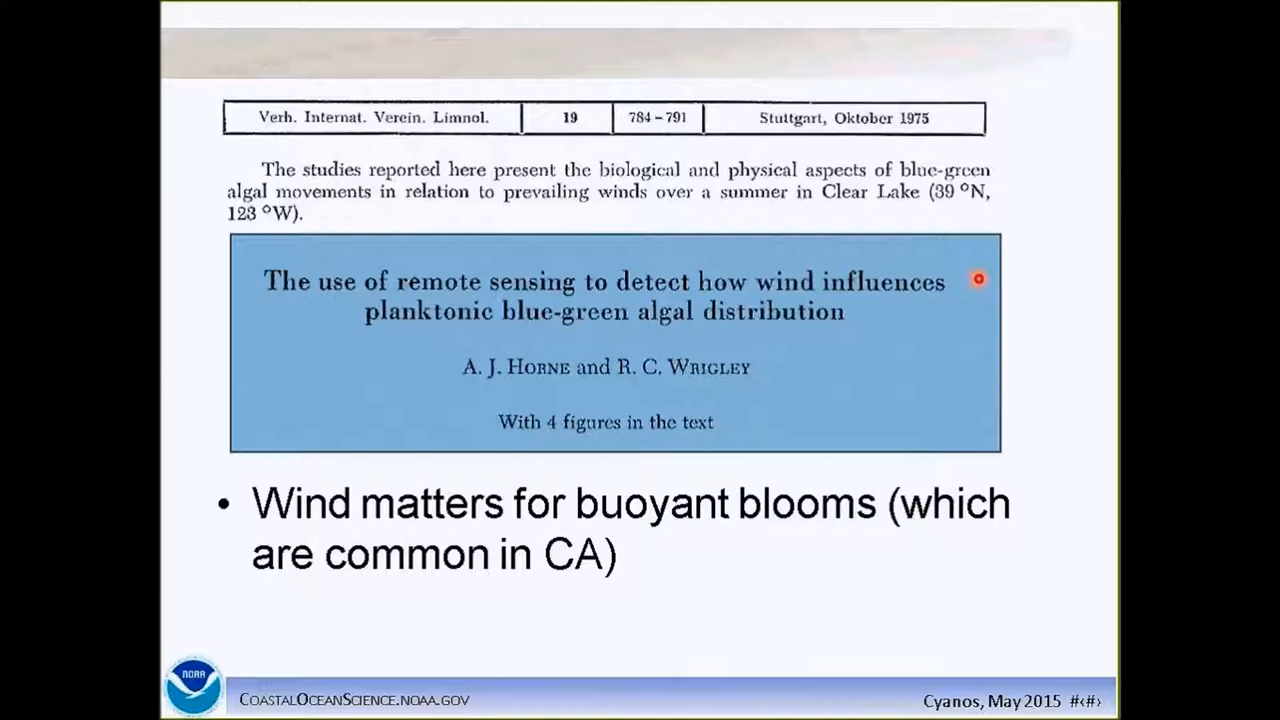 Verh. Internat. Verein. Limnol. 19 784–791 Stuttgart, Oktober 1975
The studies reported here present the biological and physical aspects of blue-green
algal movements in relation to prevailing winds over a summer in Clear Lake (39 °N,
123 °W).
The use of remote sensing to detect how wind influences
planktonic blue-green algal distribution
A. J. HORNE and R. C. WRIGLEY
With 4 figures in the text
• Wind matters for buoyant blooms (which
are common in CA)
NOAA
COASTALOCEANSCIENCE.NOAA.GOV
Cyanos, May 2015 #‹#›